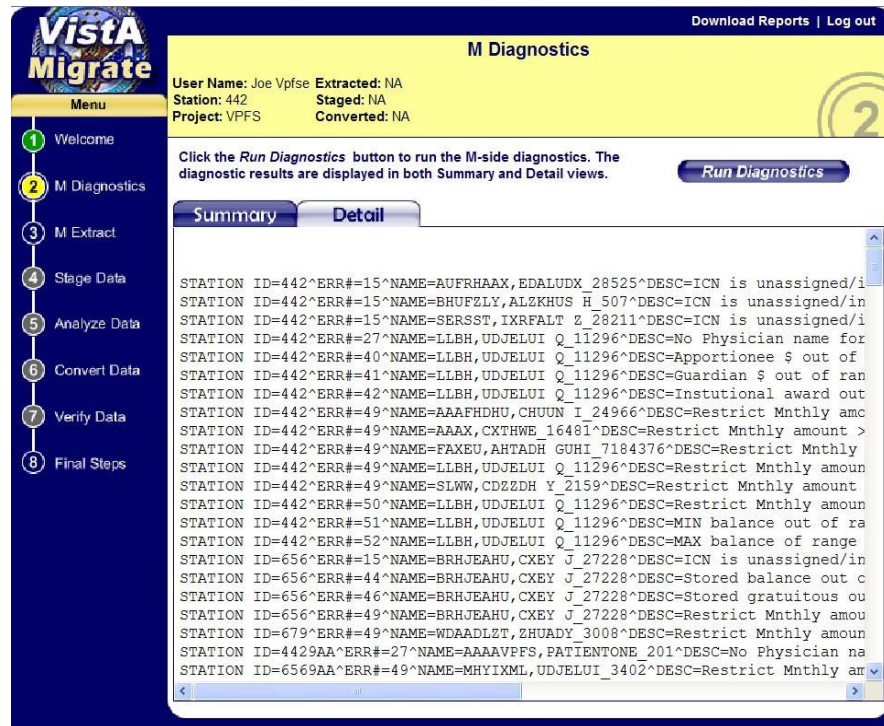 VistA
Migrate
Download Reports | Log out
M Diagnostics
User Name: Joe Vpfse Extracted: NA
Station: 442 Staged: NA
Project: VPFS Converted: NA
2
Menu
1 Welcome
2 M Diagnostics
3 M Extract
4 Stage Data
5 Analyze Data
6 Convert Data
7 Verify Data
8 Final Steps
Click the Run Diagnostics button to run the M-side diagnostics. The
diagnostic results are displayed in both Summary and Detail views.
Run Diagnostics
Summary Detail
STATION ID=442^ERR#=15^NAME=AUFRHAAX,EDALUDX_28525^DESC=ICN is unassigned/i
STATION ID=442^ERR#=15^NAME=BHUFZLY,ALZKHUS H_507^DESC=ICN is unassigned/in
STATION ID=442^ERR#=15^NAME=SERSST,IXRFALT Z_28211^DESC=ICN is unassigned/i
STATION ID=442^ERR#=27^NAME=LLBH,UDJELUI Q_11296^DESC=No Physician name for
STATION ID=442^ERR#=40^NAME=LLBH,UDJELUI Q_11296^DESC=Apportionee $ out of
STATION ID=442^ERR#=41^NAME=LLBH,UDJELUI Q_11296^DESC=Guardian $ out of ran
STATION ID=442^ERR#=42^NAME=LLBH,UDJELUI Q_11296^DESC=Instutional award out
STATION ID=442^ERR#=49^NAME=AAAFHDHU,CHUUN I_24966^DESC=Restrict Mnthly amo
STATION ID=442^ERR#=49^NAME=AAAX,CXTHWE_16481^DESC=Restrict Mnthly amount >
STATION ID=442^ERR#=49^NAME=FAXEU,AHTADH GUHI_7184376^DESC=Restrict Mnthly
STATION ID=442^ERR#=49^NAME=LLBH,UDJELUI Q_11296^DESC=Restrict Mnthly amoun
STATION ID=442^ERR#=49^NAME=SLWW,CDZZDH Y_2159^DESC=Restrict Mnthly amount
STATION ID=442^ERR#=50^NAME=LLBH,UDJELUI Q_11296^DESC=Restrict Mnthly amoun
STATION ID=442^ERR#=51^NAME=LLBH,UDJELUI Q_11296^DESC=MIN balance out of ra
STATION ID=442^ERR#=52^NAME=LLBH,UDJELUI Q_11296^DESC=MAX balance of range
STATION ID=656^ERR#=15^NAME=BRHJEAHU,CXEY J_27228^DESC=ICN is unassigned/in
STATION ID=656^ERR#=44^NAME=BRHJEAHU,CXEY J_27228^DESC=Stored balance out o
STATION ID=656^ERR#=46^NAME=BRHJEAHU,CXEY J_27228^DESC=Stored gratuitous ou
STATION ID=656^ERR#=49^NAME=BRHJEAHU,CXEY J_27228^DESC=Restrict Mnthly amou
STATION ID=679^ERR#=49^NAME=WDAADLZT,ZHUADY_3008^DESC=Restrict Mnthly amoun
STATION ID=4429AA^ERR#=27^NAME=AAAAVPFS,PATIENTONE_201^DESC=No Physician na
STATION ID=6569AA^ERR#=49^NAME=MHYIXML,UDJELUI_3402^DESC=Restrict Mnthly am